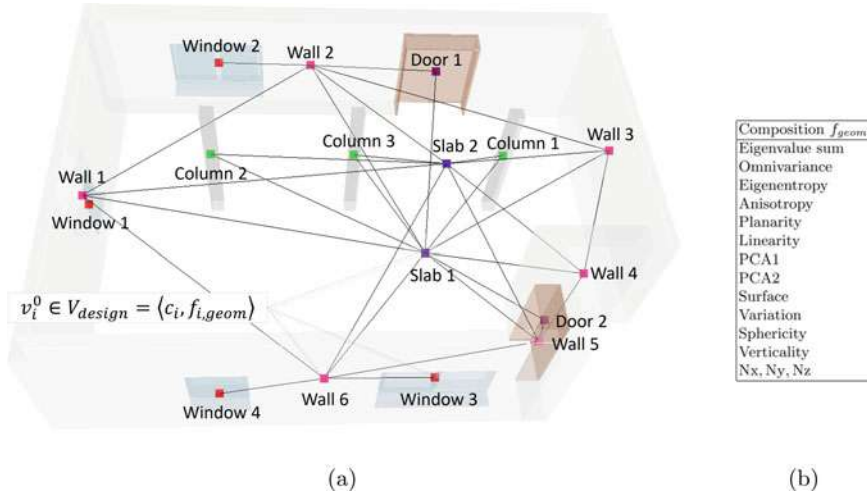 Window 2
Wall 2
Door 1
Column 3
Slab 2
Column 1
Wall 3
Column 2
Wall 1
Window 1
Slab 1
Wall 4
v_i^0 ∈ V_design = ⟨c_i, f_i,geom⟩
Door 2
Wall 5
Window 4
Wall 6
Window 3
(a)
Composition f_geom
Eigenvalue sum
Omnivariance
Eigenentropy
Anisotropy
Planarity
Linearity
PCA1
PCA2
Surface
Variation
Sphericity
Verticality
Nx, Ny, Nz
(b)